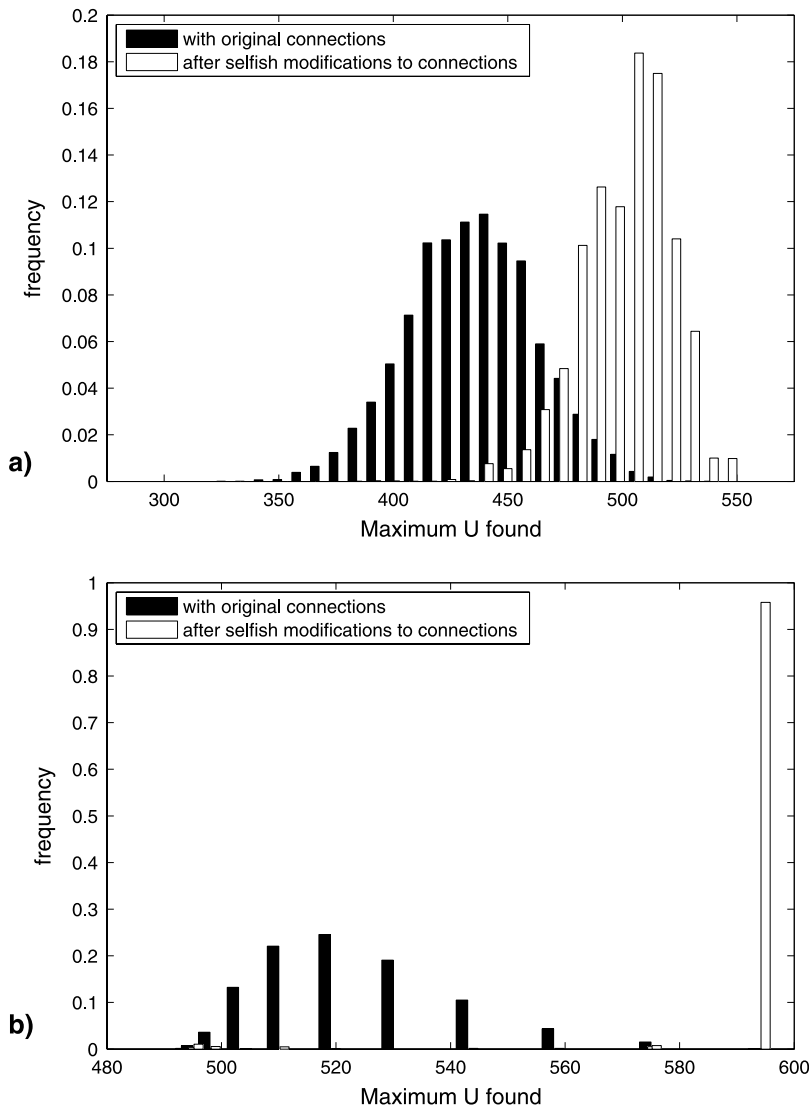 0.2
with original connections
after selfish modifications to connections
0.18
0.16
0.14
0.12
0.1
0.08
0.06
0.04
0.02
0
frequency
a)
300 350 400 450 500 550
Maximum U found
1
with original connections
after selfish modifications to connections
0.9
0.8
0.7
0.6
0.5
0.4
0.3
0.2
0.1
0
frequency
b)
480 500 520 540 560 580 600
Maximum U found